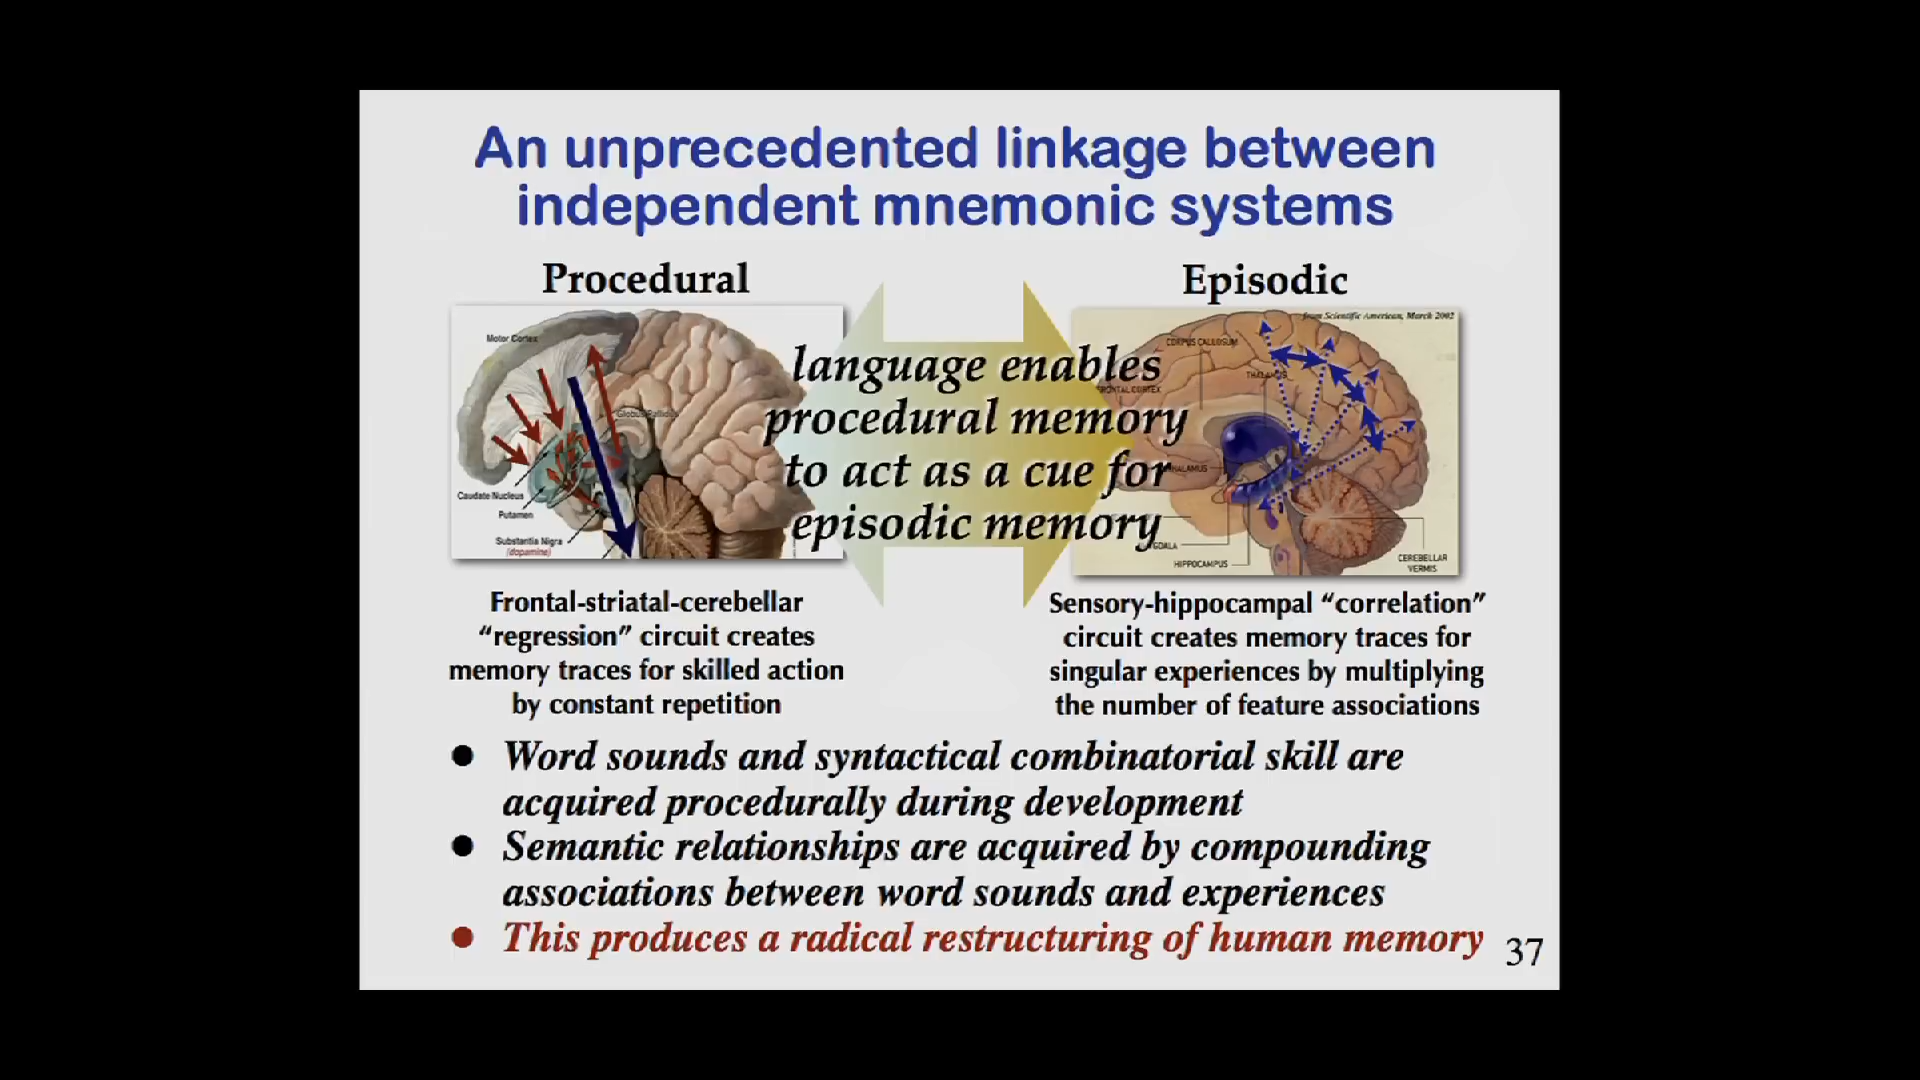 An unprecedented linkage between
independent mnemonic systems
Procedural
Episodic
Motor Cortex
Globus Pallidus
Caudate Nucleus
Putamen
Substantia Nigra
(dopamine)
language enables
procedural memory
to act as a cue for
episodic memory
from Scientific American, March 2002
CORPUS CALLOSUM
THALAMUS
HIPPOCAMPUS
CEREBELLAR
VERMIS
Frontal-striatal-cerebellar
“regression” circuit creates
memory traces for skilled action
by constant repetition
Sensory-hippocampal “correlation”
circuit creates memory traces for
singular experiences by multiplying
the number of feature associations
● Word sounds and syntactical combinatorial skill are
acquired procedurally during development
● Semantic relationships are acquired by compounding
associations between word sounds and experiences
● This produces a radical restructuring of human memory
37